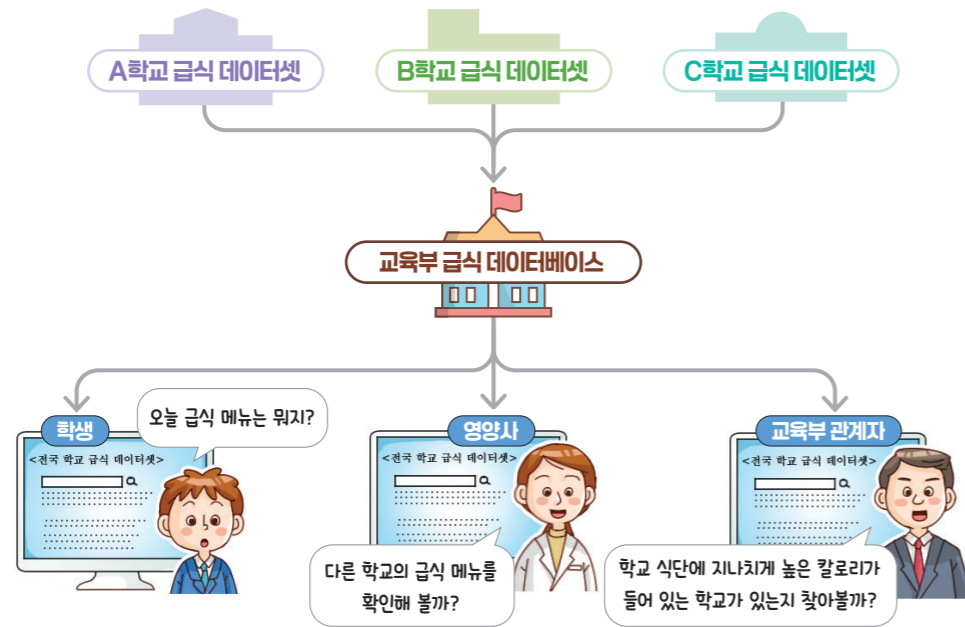 A학교 급식 데이터셋
B학교 급식 데이터셋
C학교 급식 데이터셋
교육부 급식 데이터베이스
학생
오늘 급식 메뉴는 뭐지?
<전국 학교 급식 데이터셋>
영양사
<전국 학교 급식 데이터셋>
다른 학교의 급식 메뉴를
확인해 볼까?
교육부 관계자
<전국 학교 급식 데이터셋>
학교 식단에 지나치게 높은 칼로리가
들어 있는 학교가 있는지 찾아볼까?